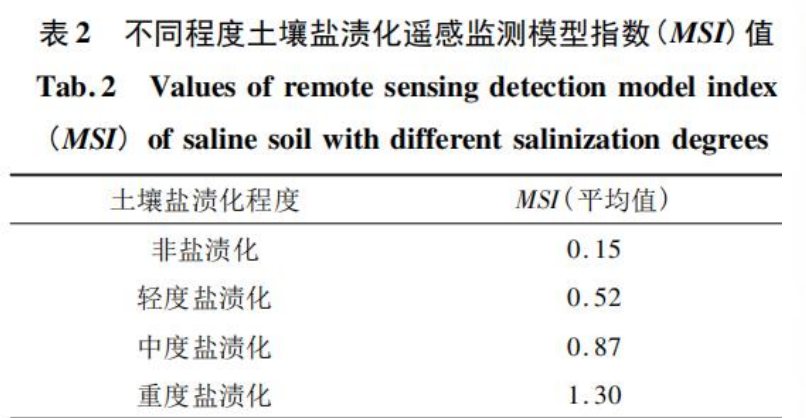 表2 不同程度土壤盐渍化遥感监测模型指数(MSI)值
Tab.2 Values of remote sensing detection model index
(MSI) of saline soil with different salinization degrees
土壤盐渍化程度 MSI(平均值)
非盐渍化 0.15
轻度盐渍化 0.52
中度盐渍化 0.87
重度盐渍化 1.30